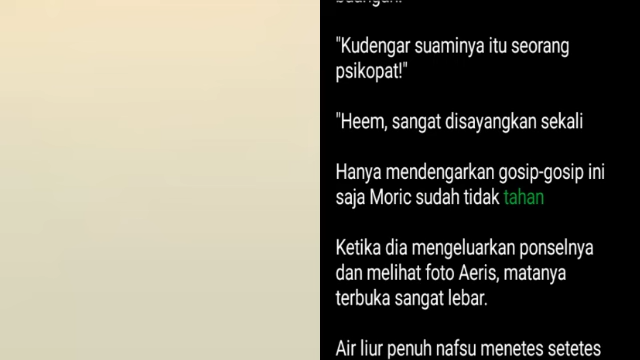 "Kudengar suaminya itu seorang
psikopat!"
"Heem, sangat disayangkan sekali
Hanya mendengarkan gosip-gosip ini
saja Moric sudah tidak tahan
Ketika dia mengeluarkan ponselnya
dan melihat foto Aeris, matanya
terbuka sangat lebar.
Air liur penuh nafsu menetes setetes